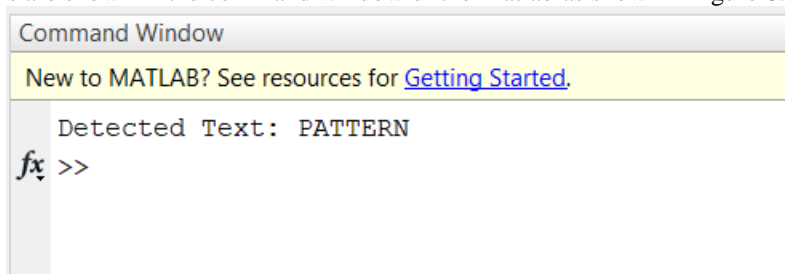 Command Window
New to MATLAB? See resources for Getting Started.
Detected Text: PATTERN
fx >>